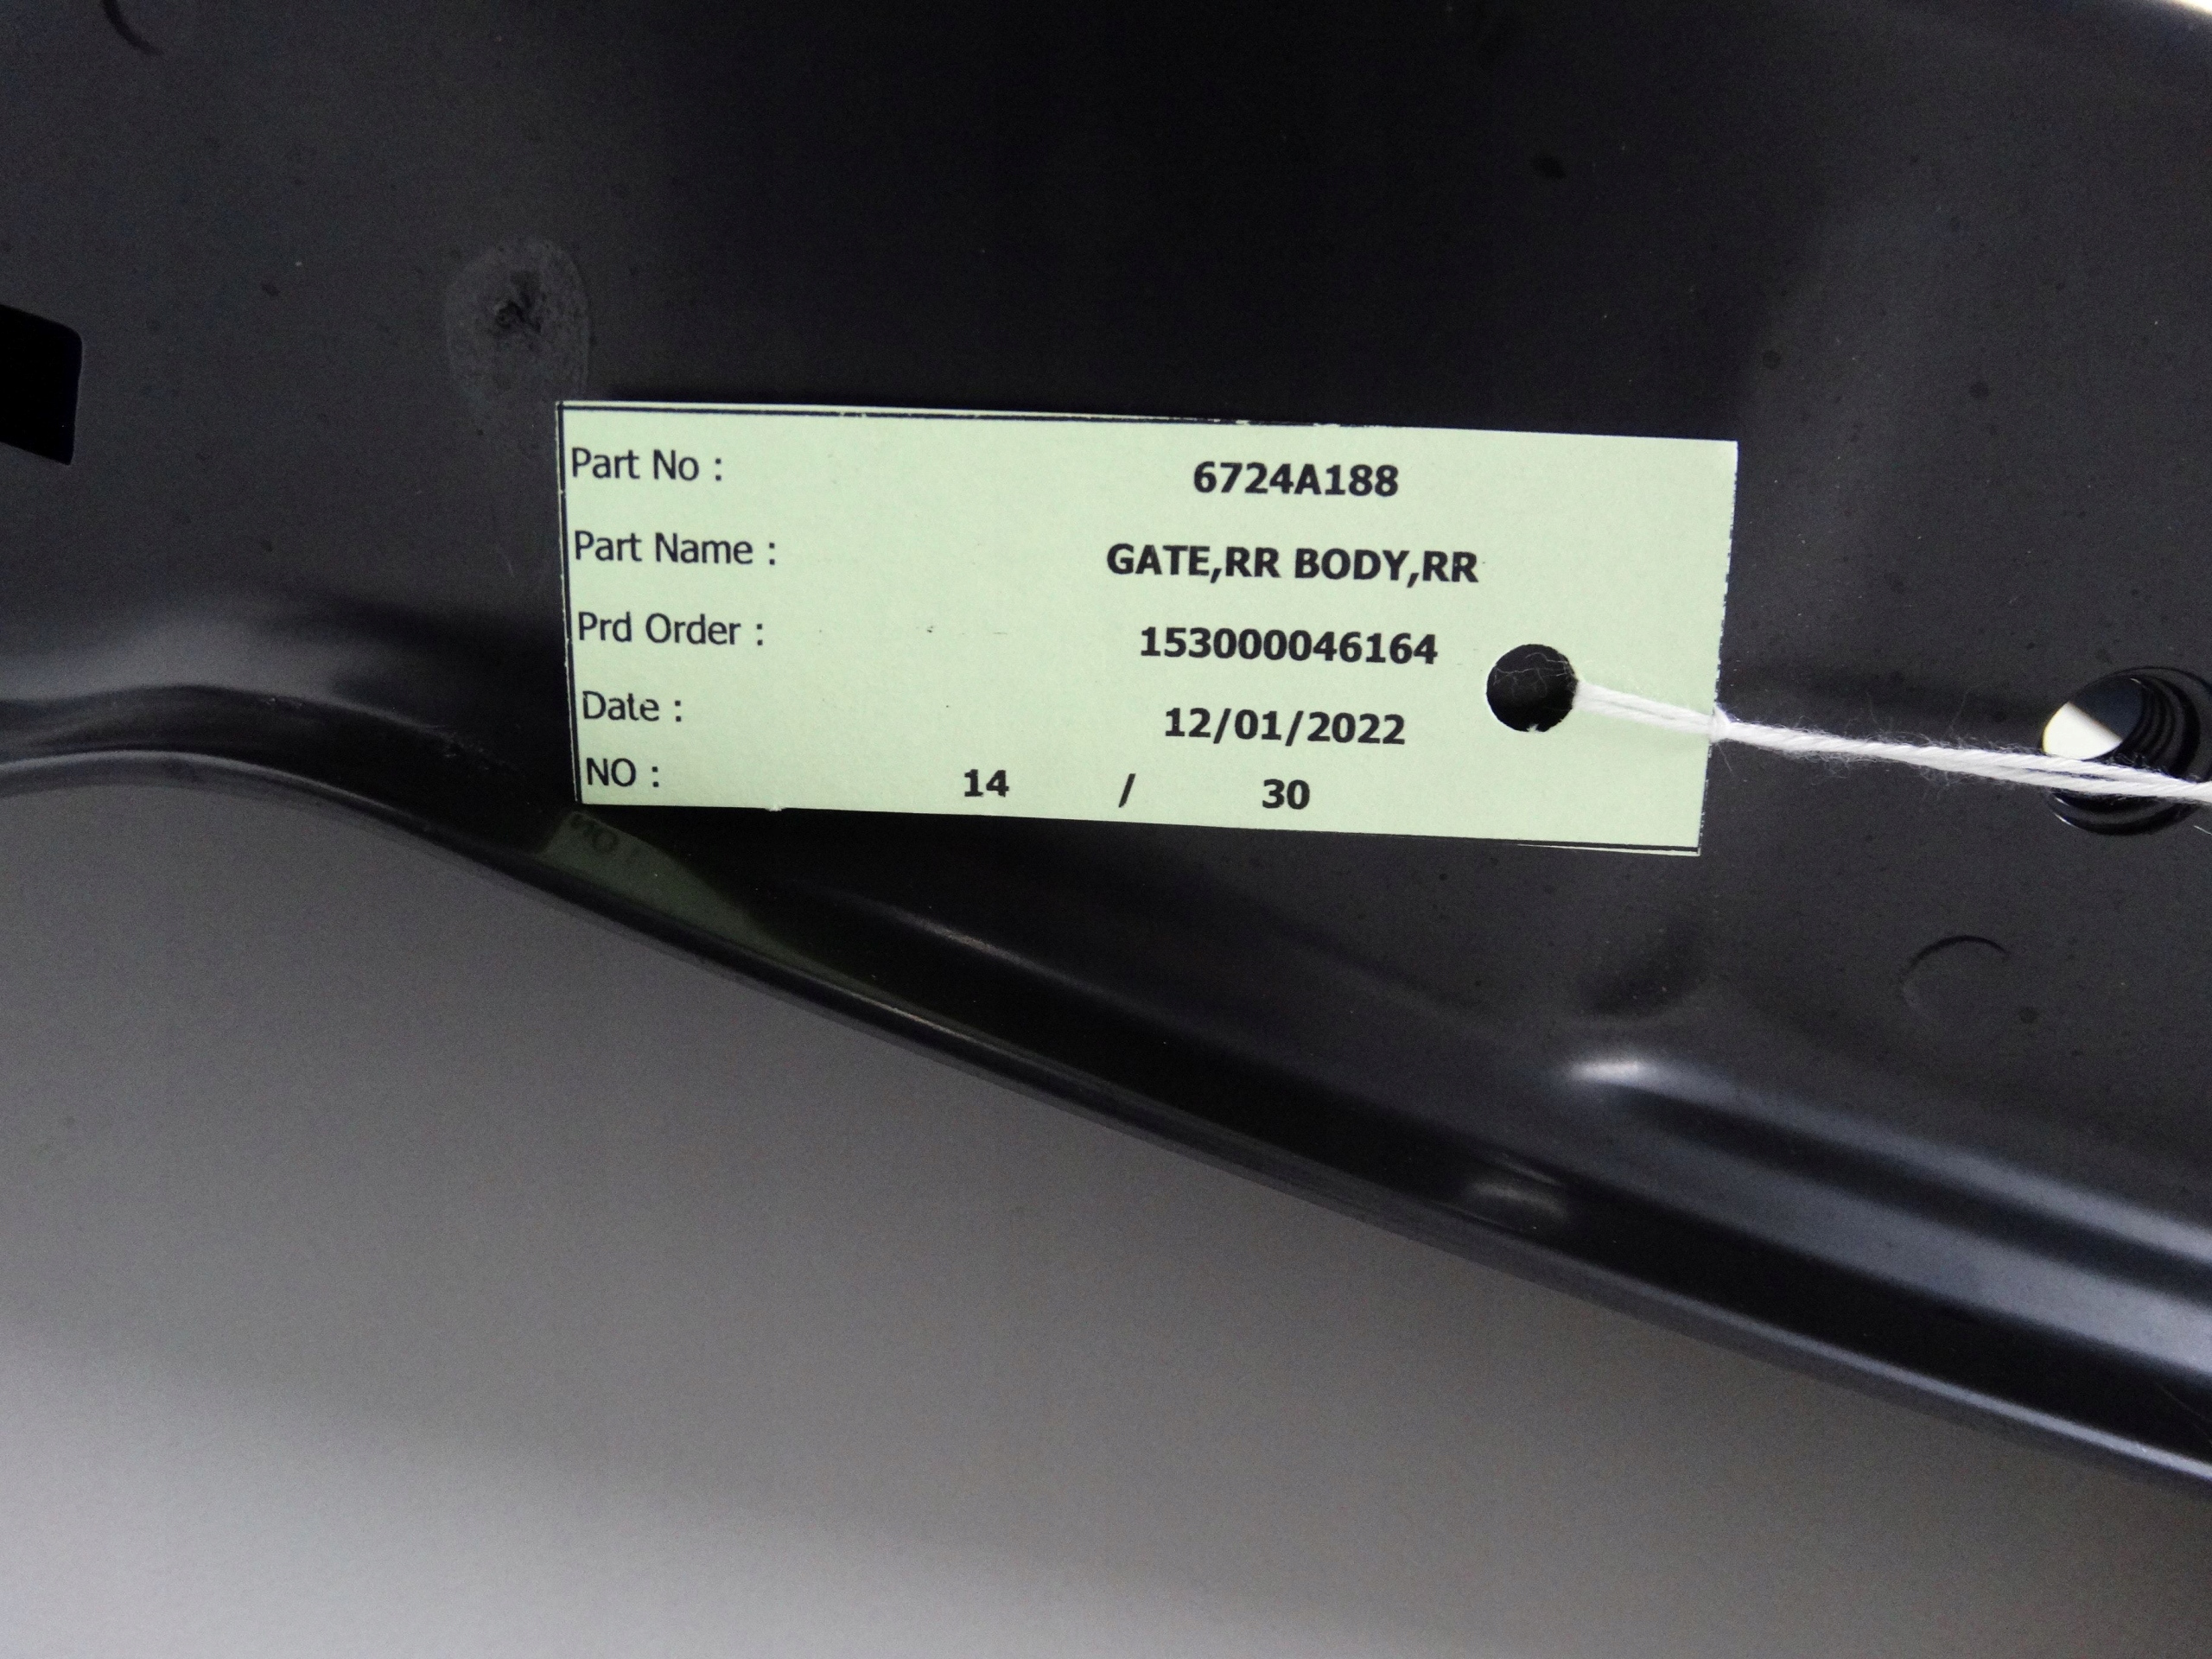 Part No : 6724A188
Part Name : GATE,RR BODY,RR
Prd Order : 153000046164
Date : 12/01/2022
NO : 14 / 30